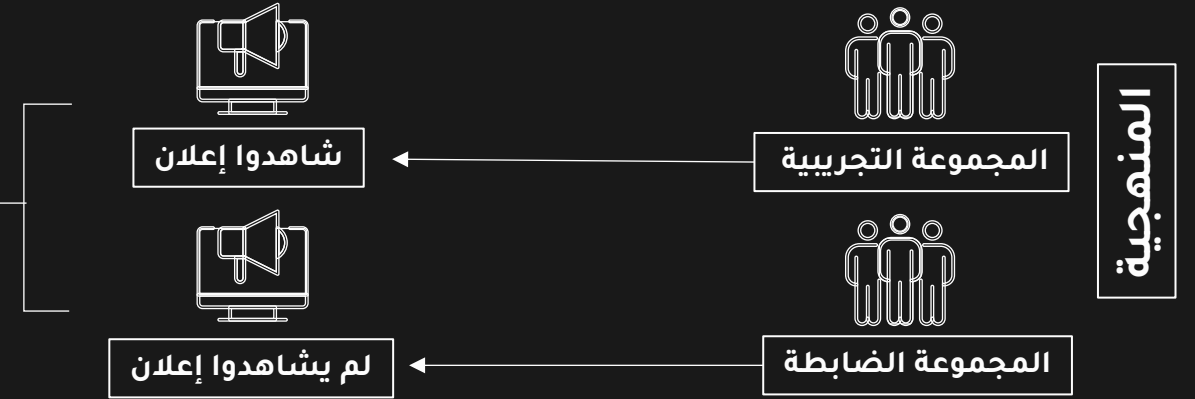 المنهجية
المجموعة التجريبية
شاهدوا إعلان
المجموعة الضابطة
لم يشاهدوا إعلان